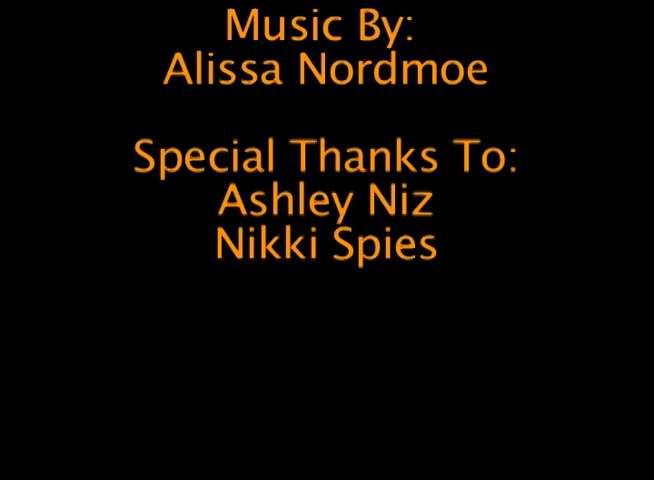 Music By:
Alissa Nordmoe
Special Thanks To:
Ashley Niz
Nikki Spies